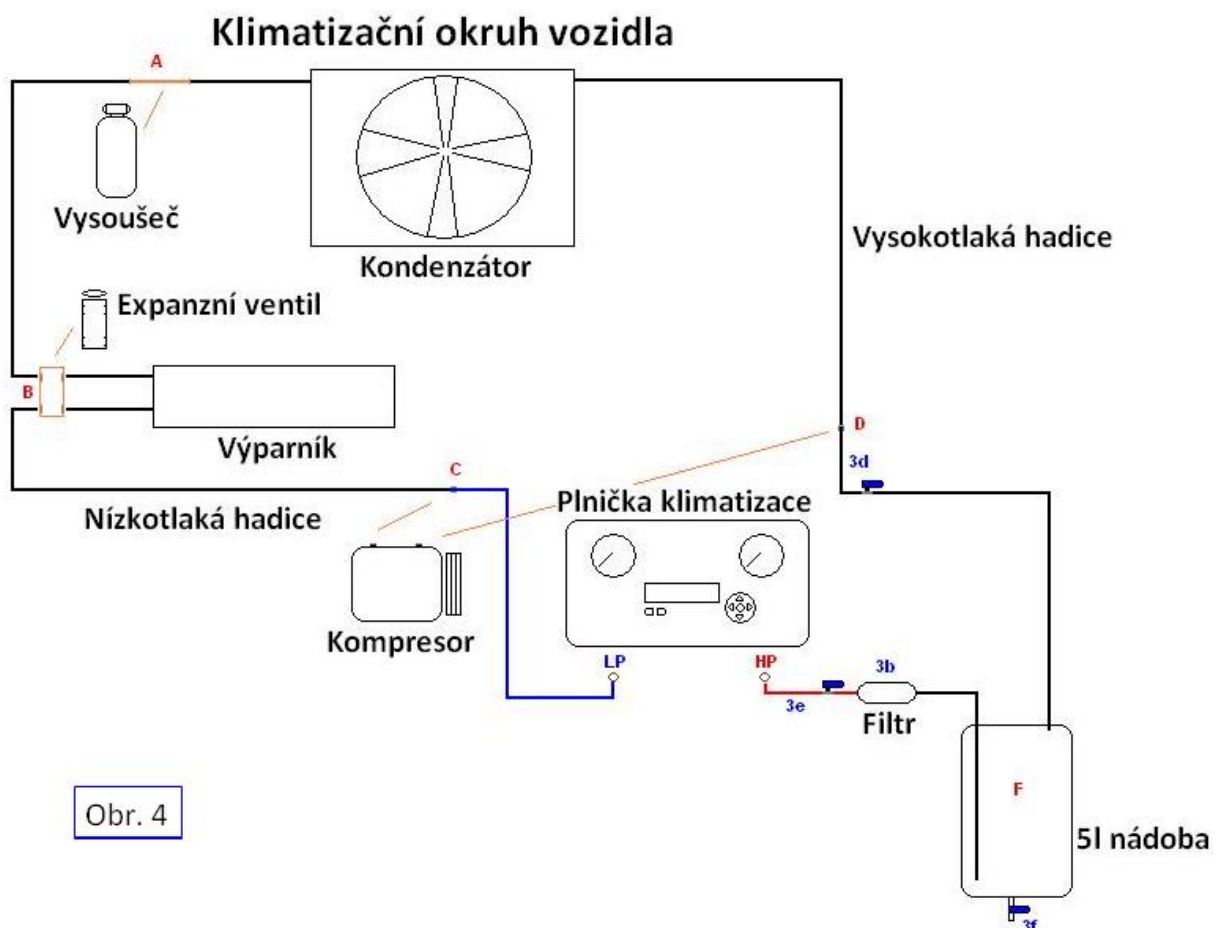 Klimatizační okruh vozidla
A
Vysoušeč
Kondenzátor
Vysokotlaká hadice
Expanzní ventil
B
Výparník
D
3d
C
Nízkotlaká hadice
Plnička klimatizace
Kompresor
LP
HP
3b
3e
Filtr
F
Obr. 4
5l nádoba
3f